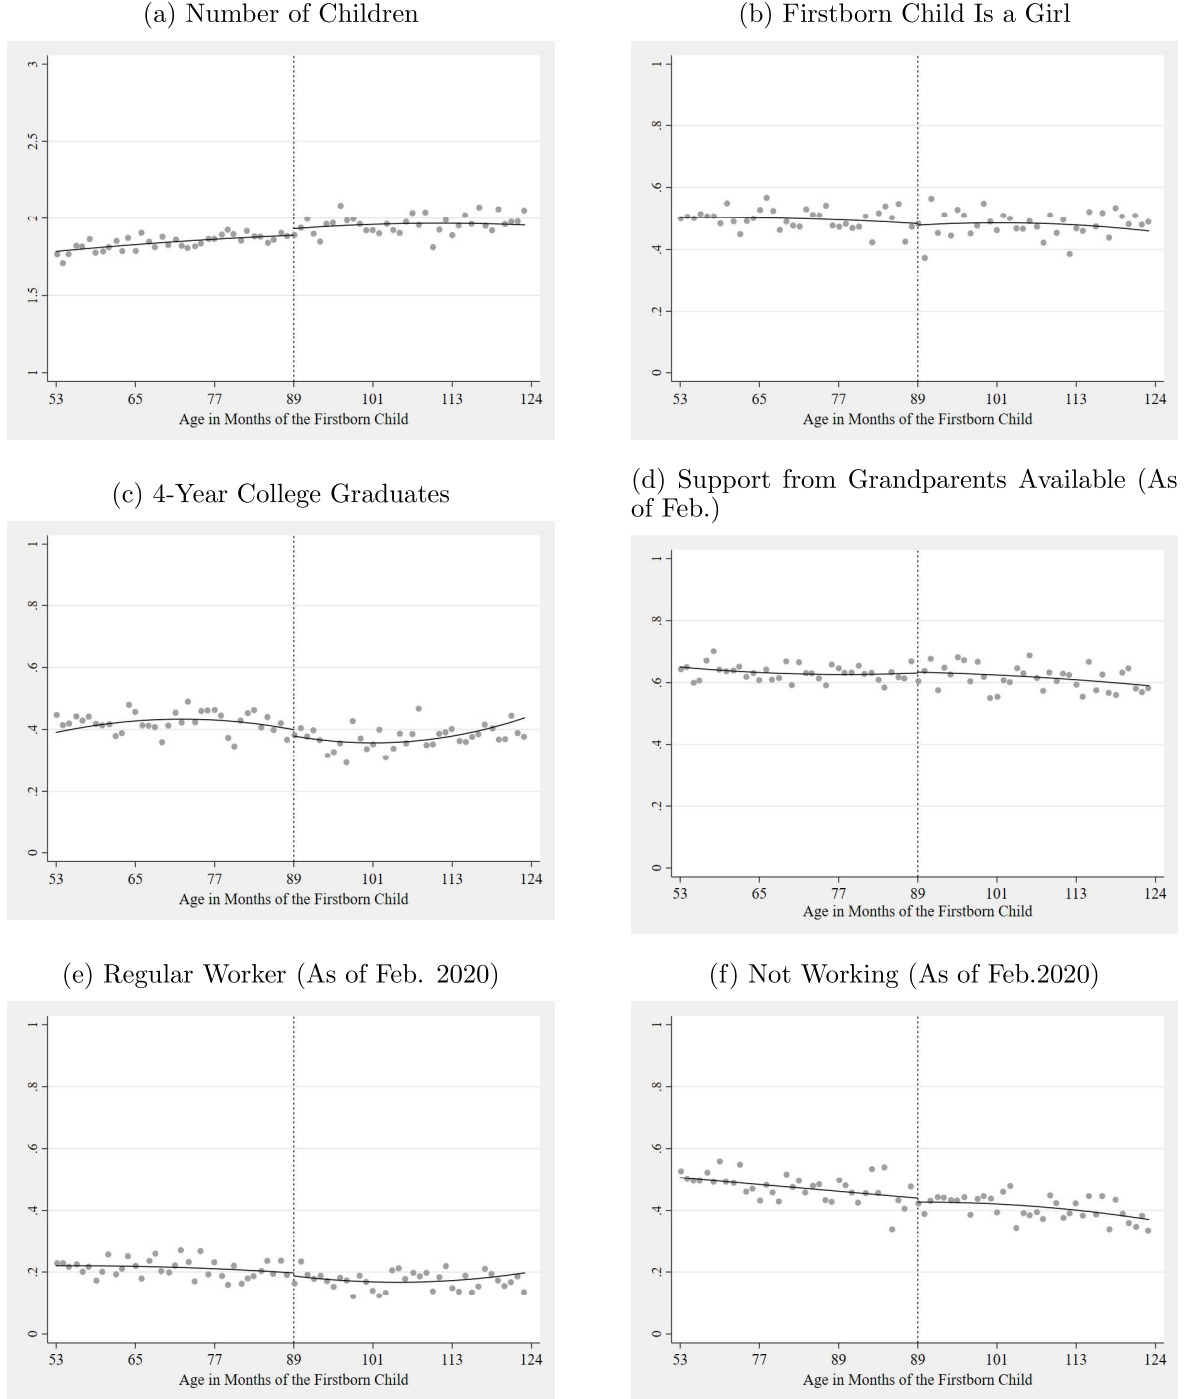 (a) Number of Children
3
2.5
2
1.5
1
53 65 77 89 101 113 124
Age in Months of the Firstborn Child
(b) Firstborn Child Is a Girl
1
.8
.6
.4
.2
0
53 65 77 89 101 113 124
Age in Months of the Firstborn Child
(c) 4-Year College Graduates
1
.8
.6
.4
.2
0
53 65 77 89 101 113 124
Age in Months of the Firstborn Child
(d) Support from Grandparents Available (As
of Feb.)
1
.8
.6
.4
.2
0
53 65 77 89 101 113 124
Age in Months of the Firstborn Child
(e) Regular Worker (As of Feb. 2020)
1
.8
.6
.4
.2
0
53 65 77 89 101 113 124
Age in Months of the Firstborn Child
(f) Not Working (As of Feb.2020)
1
.8
.6
.4
.2
0
53 77 89 89 101 113 124
Age in Months of the Firstborn Child